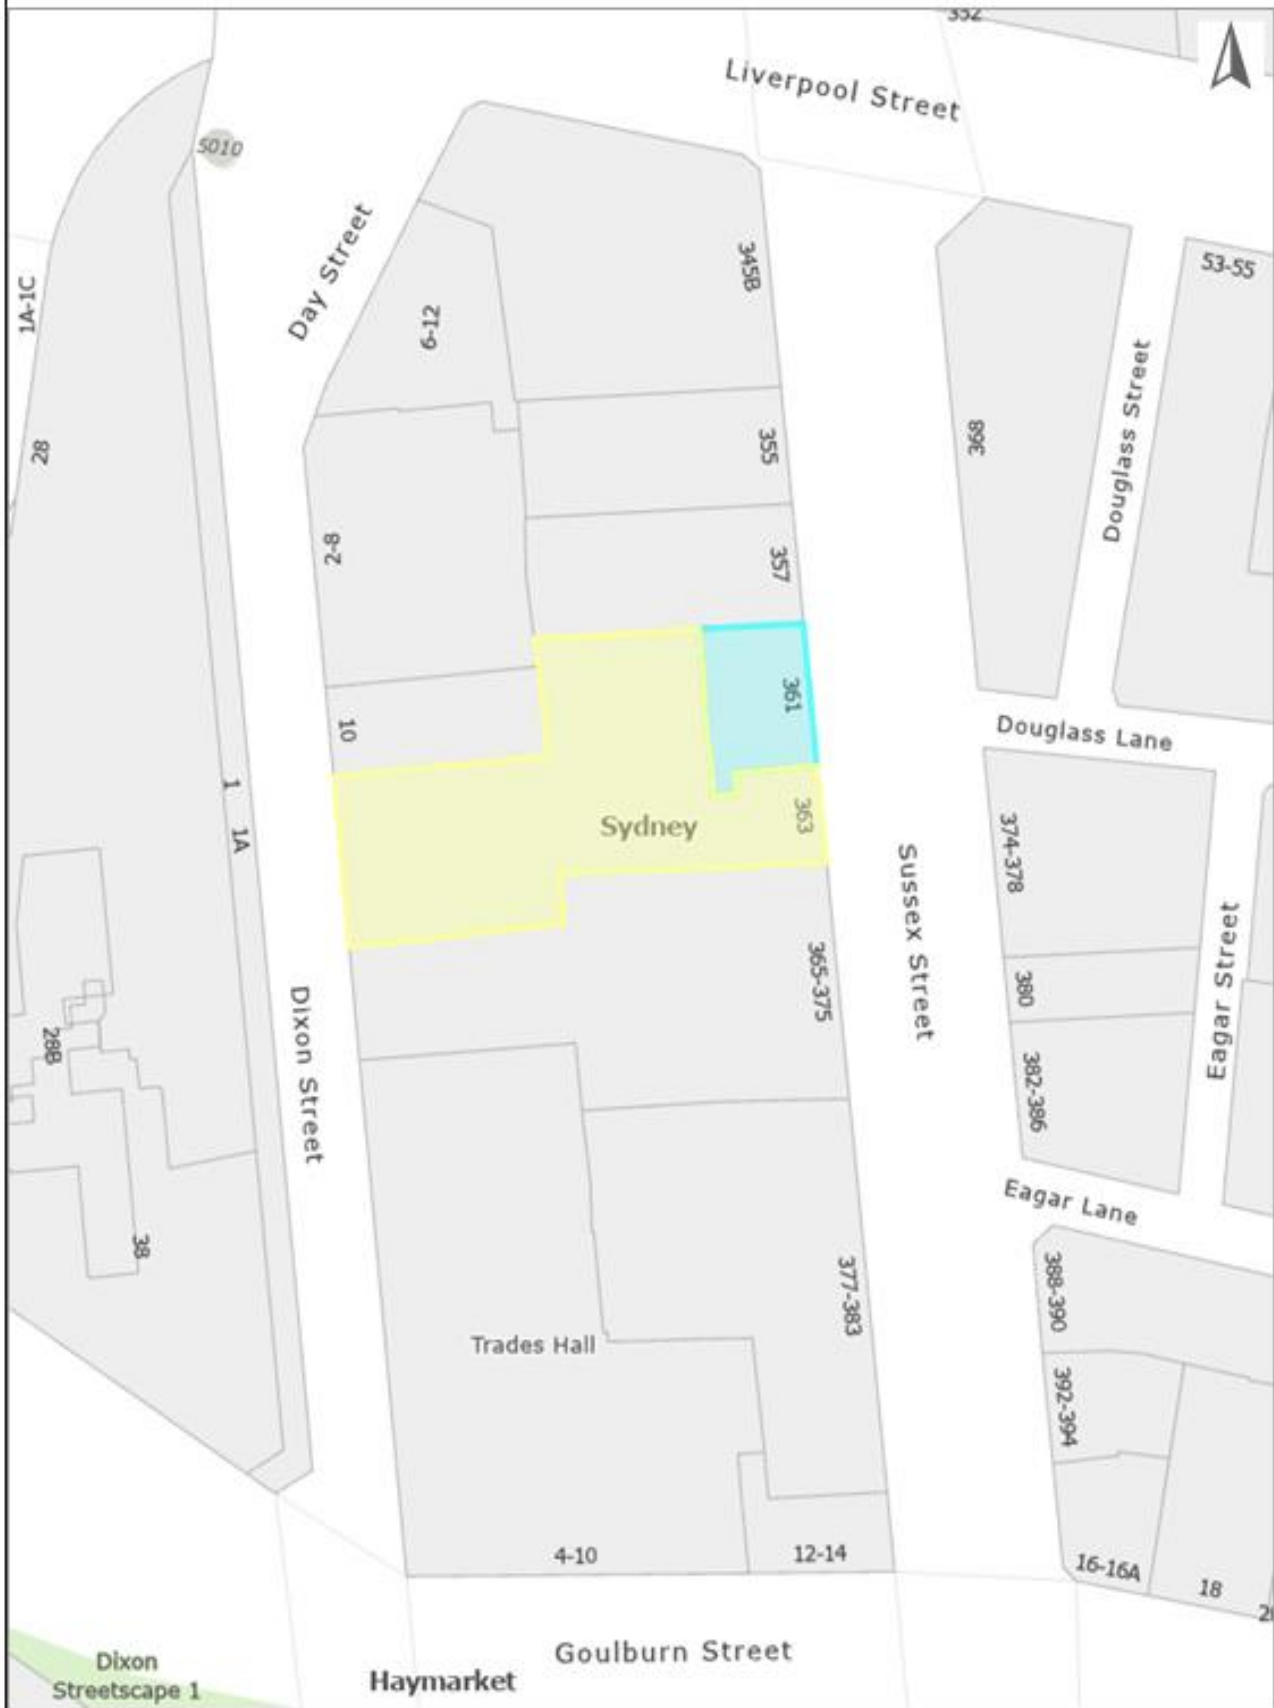 352
Liverpool Street
5010
Day Street
345B
53-55
1A-1C
6-12
Douglass Street
368
28
355
2-8
357
361
10
Douglass Lane
1
1A
363
Sydney
374-378
Sussex Street
365-375
Eagar Street
380
Dixon Street
28B
382-386
Eagar Lane
38
388-390
377-383
Trades Hall
392-394
4-10
12-14
16-16A
18
Goulburn Street
Dixon
Streetscape 1
Haymarket